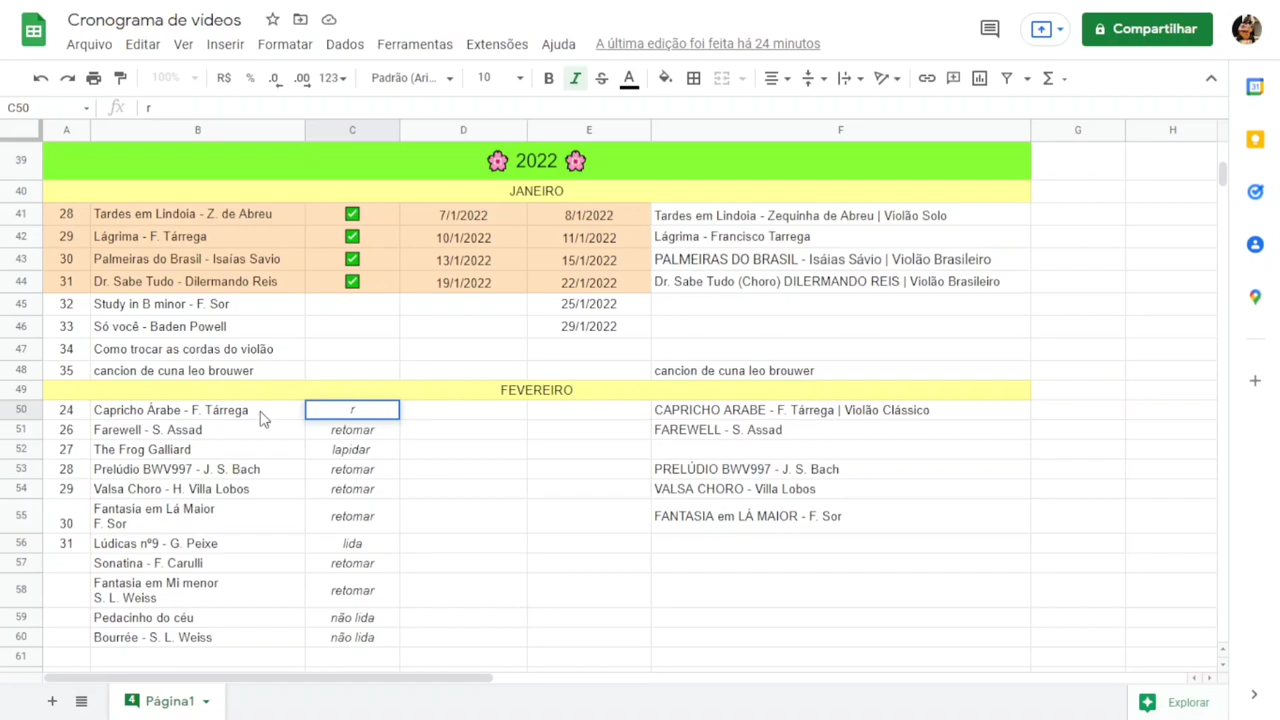 Cronograma de vídeos
Arquivo Editar Ver Inserir Formatar Dados Ferramentas Extensões Ajuda A última edição foi feita há 24 minutos
Compartilhar
100% R$ % .0 .00 123 Padrão (Ari... 10 B I S A Σ
C50 fx r
A B C D E F G H
39 🌸 2022 🌸
40 JANEIRO
41 28 Tardes em Lindoia - Z. de Abreu ✅ 7/1/2022 8/1/2022 Tardes em Lindoia - Zequinha de Abreu | Violão Solo
42 29 Lágrima - F. Tárrega ✅ 10/1/2022 11/1/2022 Lágrima - Francisco Tarrega
43 30 Palmeiras do Brasil - Isaías Savio ✅ 13/1/2022 15/1/2022 PALMEIRAS DO BRASIL - Isáias Sávio | Violão Brasileiro
44 31 Dr. Sabe Tudo - Dilermando Reis ✅ 19/1/2022 22/1/2022 Dr. Sabe Tudo (Choro) DILERMANDO REIS | Violão Brasileiro
45 32 Study in B minor - F. Sor 25/1/2022
46 33 Só você - Baden Powell 29/1/2022
47 34 Como trocar as cordas do violão
48 35 cancion de cuna leo brouwer cancion de cuna leo brouwer
49 FEVEREIRO
50 24 Capricho Árabe - F. Tárrega r CAPRICHO ARABE - F. Tárrega | Violão Clássico
51 26 Farewell - S. Assad retomar FAREWELL - S. Assad
52 27 The Frog Galliard lapidar
53 28 Prelúdio BWV997 - J. S. Bach retomar PRELÚDIO BWV997 - J. S. Bach
54 29 Valsa Choro - H. Villa Lobos retomar VALSA CHORO - Villa Lobos
55 30 Fantasia em Lá Maior retomar FANTASIA em LÁ MAIOR - F. Sor
F. Sor
56 31 Lúdicas nº9 - G. Peixe lida
57 Sonatina - F. Carulli retomar
58 Fantasia em Mi menor retomar
S. L. Weiss
59 Pedacinho do céu não lida
60 Bourrée - S. L. Weiss não lida
61
4 Página1 Explorar